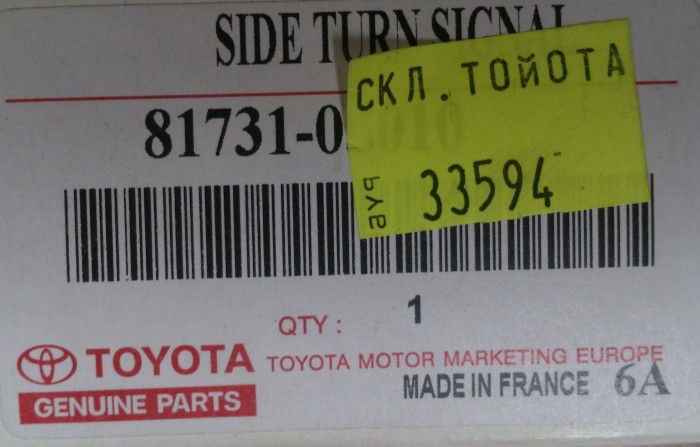 SIDE TURN SIGNAL
СКЛ. ТОЙОТА
81731-0
010
33594
QTY : 1
TOYOTA
TOYOTA MOTOR MARKETING EUROPE
GENUINE PARTS
MADE IN FRANCE 6A